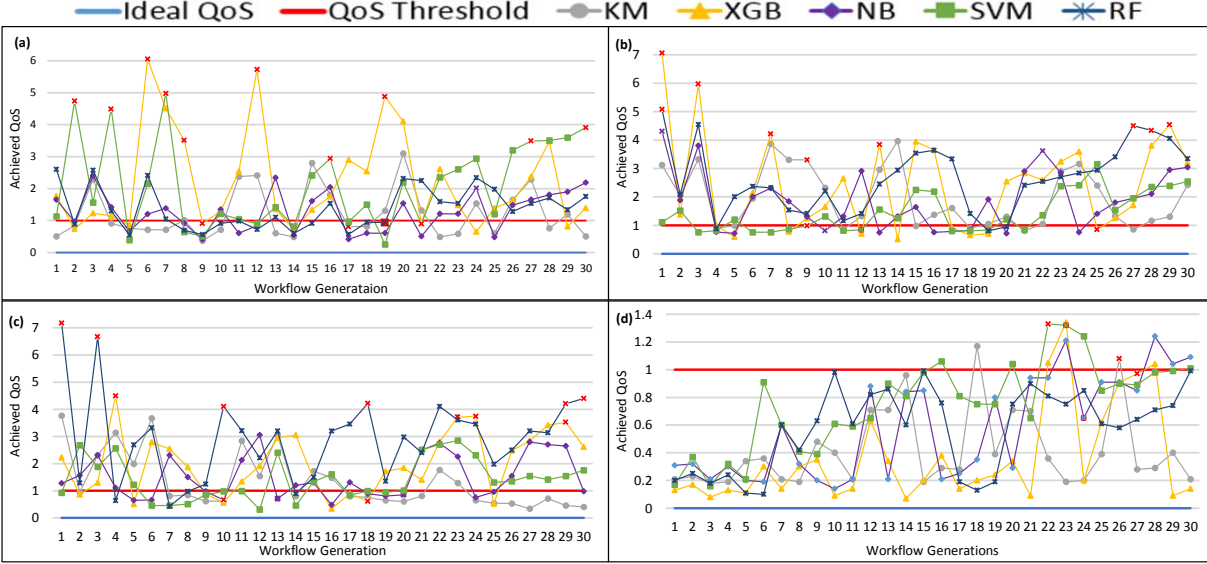 Ideal QoS QoS Threshold KM XGB NB SVM RF
(a)
Achieved QoS
6
5
4
3
2
1
0
1 2 3 4 5 6 7 8 9 10 11 12 13 14 15 16 17 18 19 20 21 22 23 24 25 26 27 28 29 30
Workflow Generataion
(b)
Achieved QoS
7
6
5
4
3
2
1
0
1 2 3 4 5 6 7 8 9 10 11 12 13 14 15 16 17 18 19 20 21 22 23 24 25 26 27 28 29 30
Workflow Generation
(c)
Achieved QoS
7
6
5
4
3
2
1
0
1 2 3 4 5 6 7 8 9 10 11 12 13 14 15 16 17 18 19 20 21 22 23 24 25 26 27 28 29 30
Workflow Generation
(d)
Achieved QoS
1.4
1.2
1
0.8
0.6
0.4
0.2
0
1 2 3 4 5 6 7 8 9 10 11 12 13 14 15 16 17 18 19 20 21 22 23 24 25 26 27 28 29 30
Workflow Generations